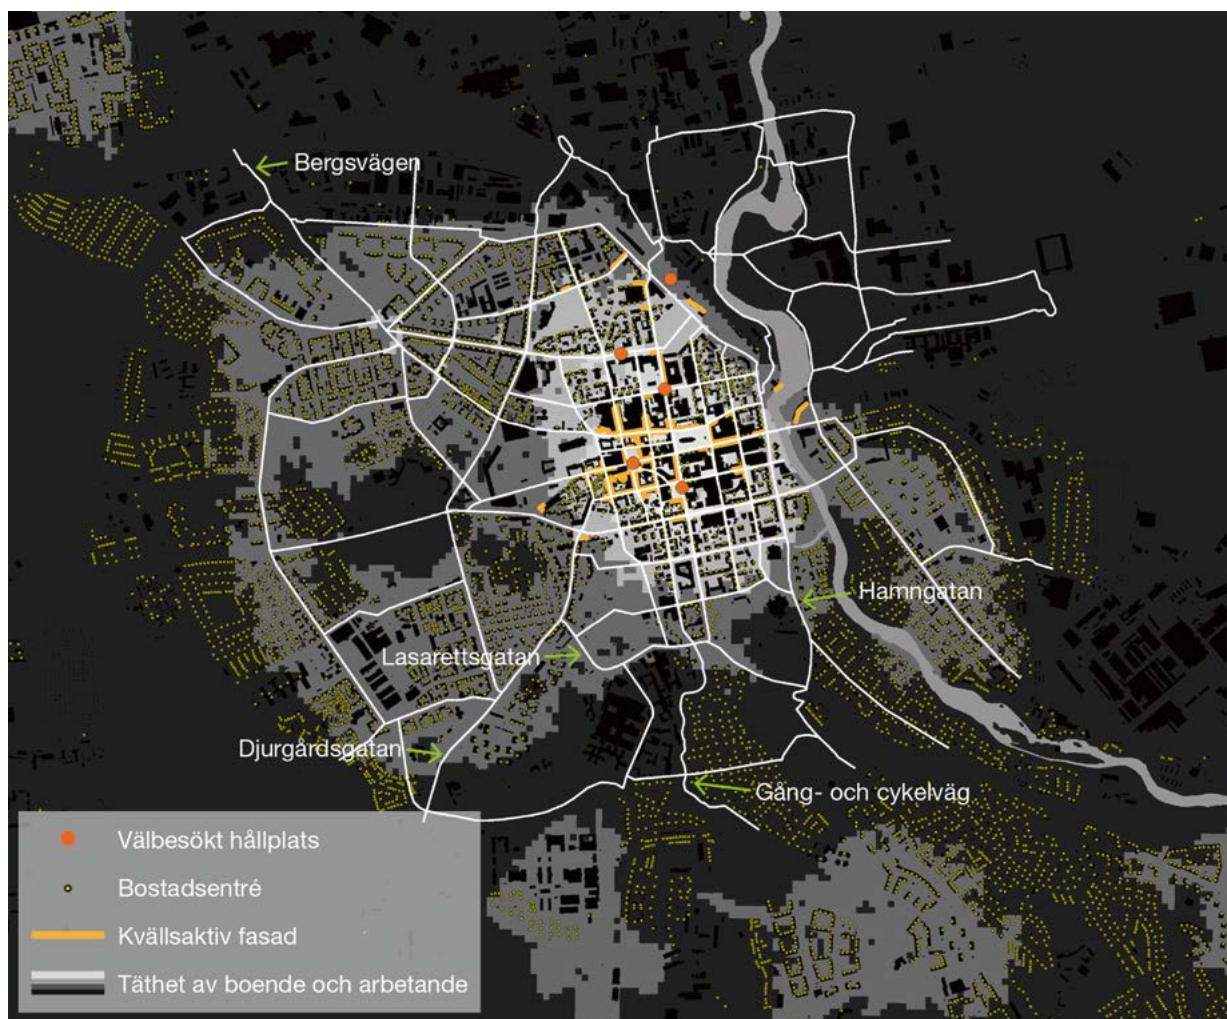 Bergsvägen
Hamngatan
Lasarettsgatan
Djurgårdsgatan
Gång- och cykelväg
Välbesökt hållplats
Bostadsentré
Kvällsaktiv fasad
Täthet av boende och arbetande